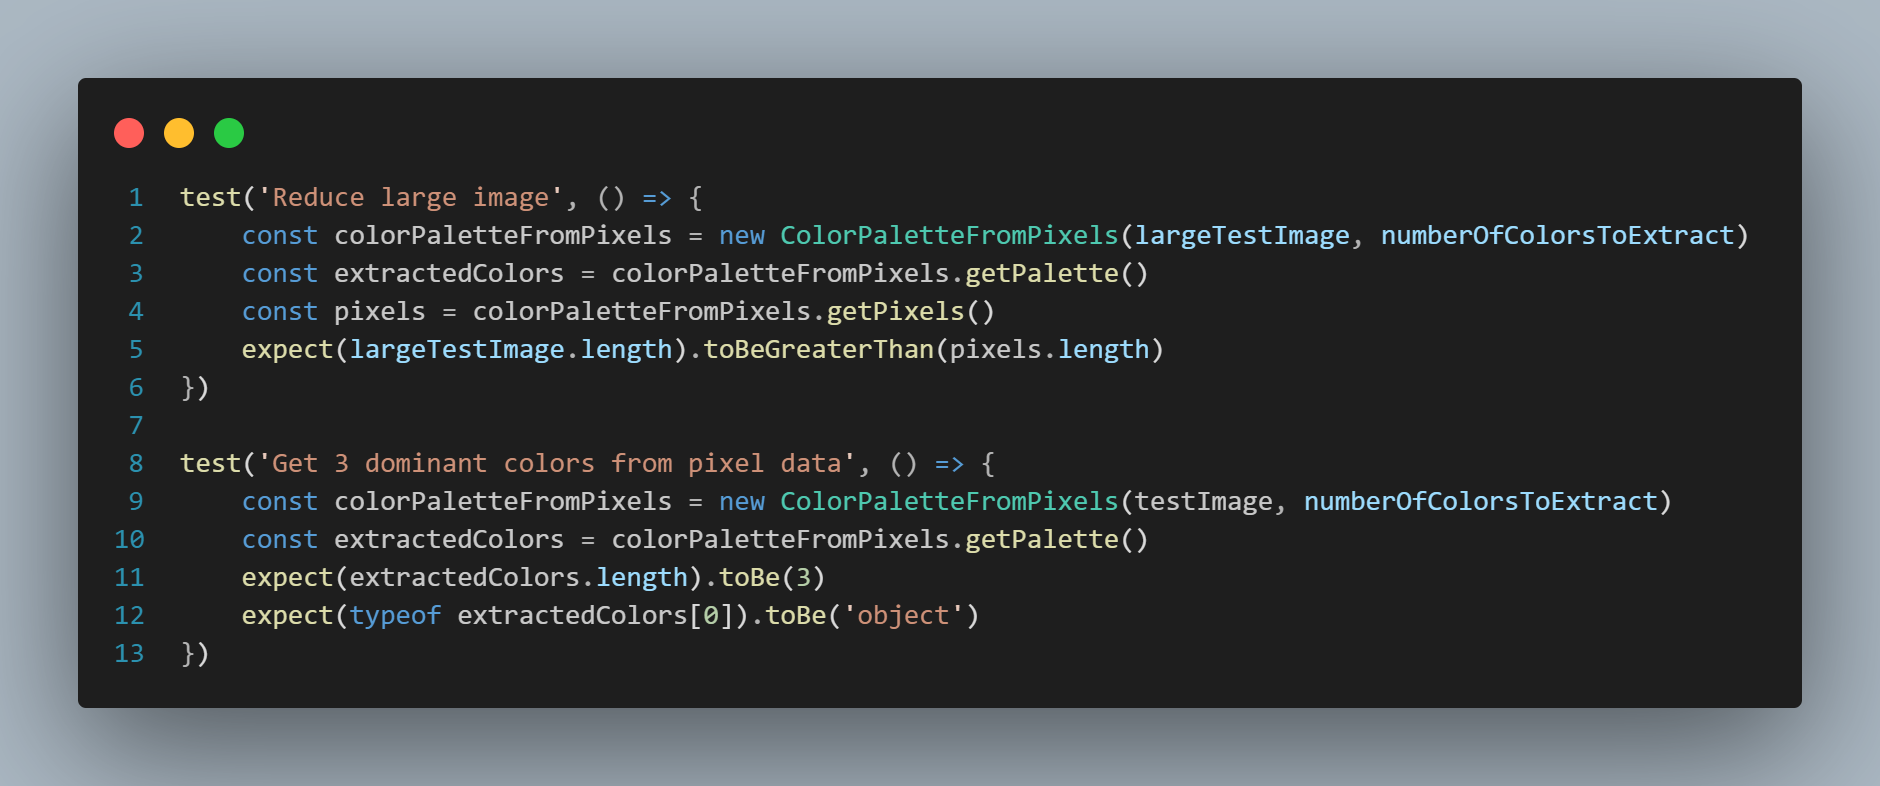 1 test('Reduce large image', () => {
2     const colorPaletteFromPixels = new ColorPaletteFromPixels(largeTestImage, numberOfColorsToExtract)
3     const extractedColors = colorPaletteFromPixels.getPalette()
4     const pixels = colorPaletteFromPixels.getPixels()
5     expect(largeTestImage.length).toBeGreaterThan(pixels.length)
6 })
7
8 test('Get 3 dominant colors from pixel data', () => {
9     const colorPaletteFromPixels = new ColorPaletteFromPixels(testImage, numberOfColorsToExtract)
10     const extractedColors = colorPaletteFromPixels.getPalette()
11     expect(extractedColors.length).toBe(3)
12     expect(typeof extractedColors[0]).toBe('object')
13 })